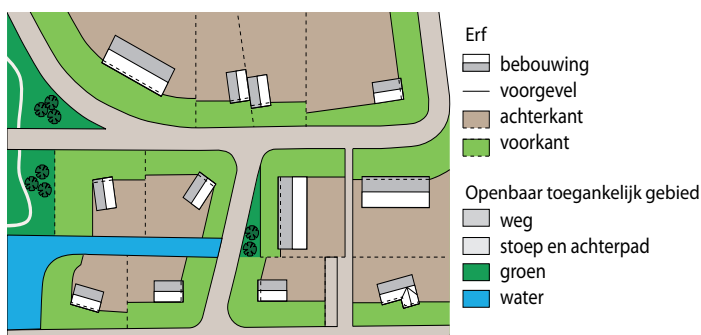 Erf
bebouwing
voorgevel
achterkant
voorkant
Openbaar toegankelijk gebied
weg
stoep en achterpad
groen
water